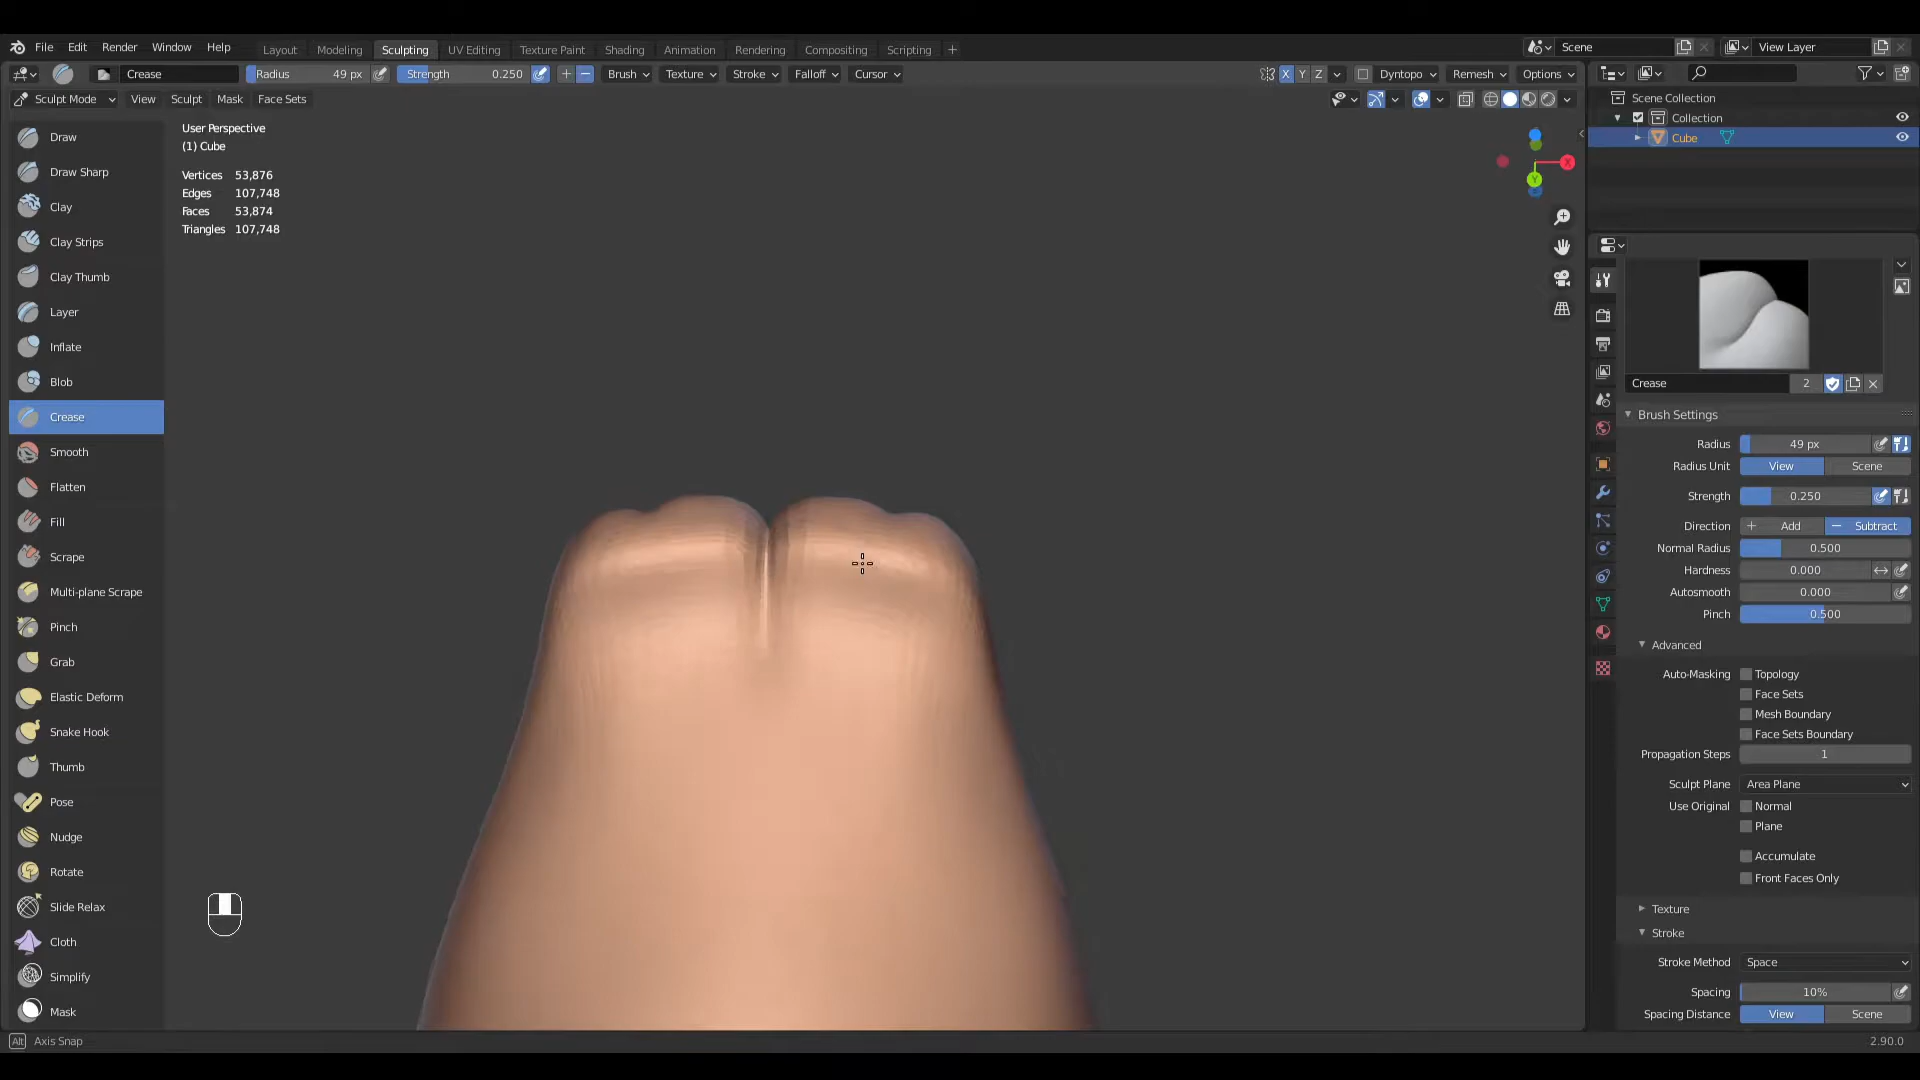 File Edit Render Window Help Layout Modeling Sculpting UV Editing Texture Paint Shading Animation Rendering Compositing Scripting + Scene View Layer
Crease Radius 49 px Strength 0.250 + − Brush Texture Stroke Falloff Cursor X Y Z Dyntopo Remesh Options
Sculpt Mode View Sculpt Mask Face Sets
Draw
Draw Sharp
Clay
Clay Strips
Clay Thumb
Layer
Inflate
Blob
Crease
Smooth
Flatten
Fill
Scrape
Multi-plane Scrape
Pinch
Grab
Elastic Deform
Snake Hook
Thumb
Pose
Nudge
Rotate
Slide Relax
Cloth
Simplify
Mask
User Perspective
(1) Cube
Vertices 53,876
Edges 107,748
Faces 53,874
Triangles 107,748
X
Y
Scene Collection
Collection
Cube
Crease 2
Brush Settings
Radius 49 px
Radius Unit View Scene
Strength 0.250
Direction + Add − Subtract
Normal Radius 0.500
Hardness 0.000
Autosmooth 0.000
Pinch 0.500
Advanced
Auto-Masking Topology
Face Sets
Mesh Boundary
Face Sets Boundary
Propagation Steps 1
Sculpt Plane Area Plane
Use Original Normal
Plane
Accumulate
Front Faces Only
Texture
Stroke
Stroke Method Space
Spacing 10%
Spacing Distance View Scene
Alt Axis Snap
2.90.0